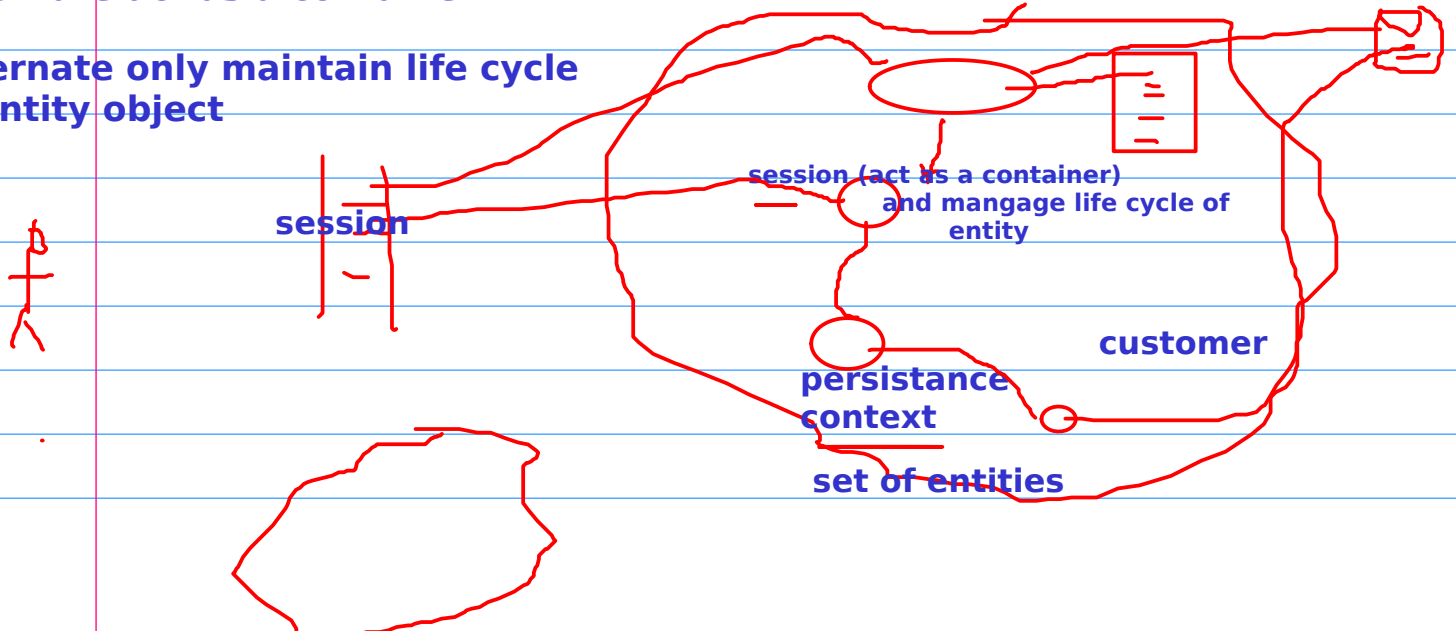 ernate only maintain life cycle
ntity object
session (act as a container)
and mangage life cycle of
entity
session
customer
persistance
context
set of entities